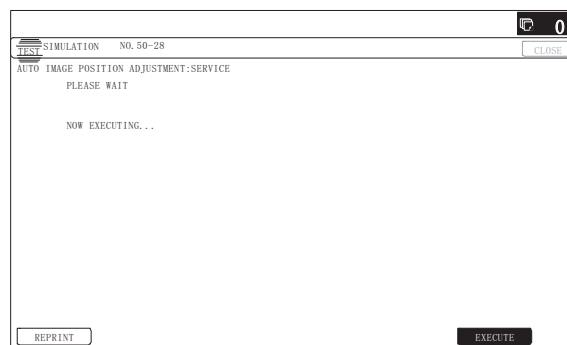 0
TEST SIMULATION NO. 50-28
CLOSE
AUTO IMAGE POSITION ADJUSTMENT:SERVICE
PLEASE WAIT
NOW EXECUTING...
REPRINT EXECUTE